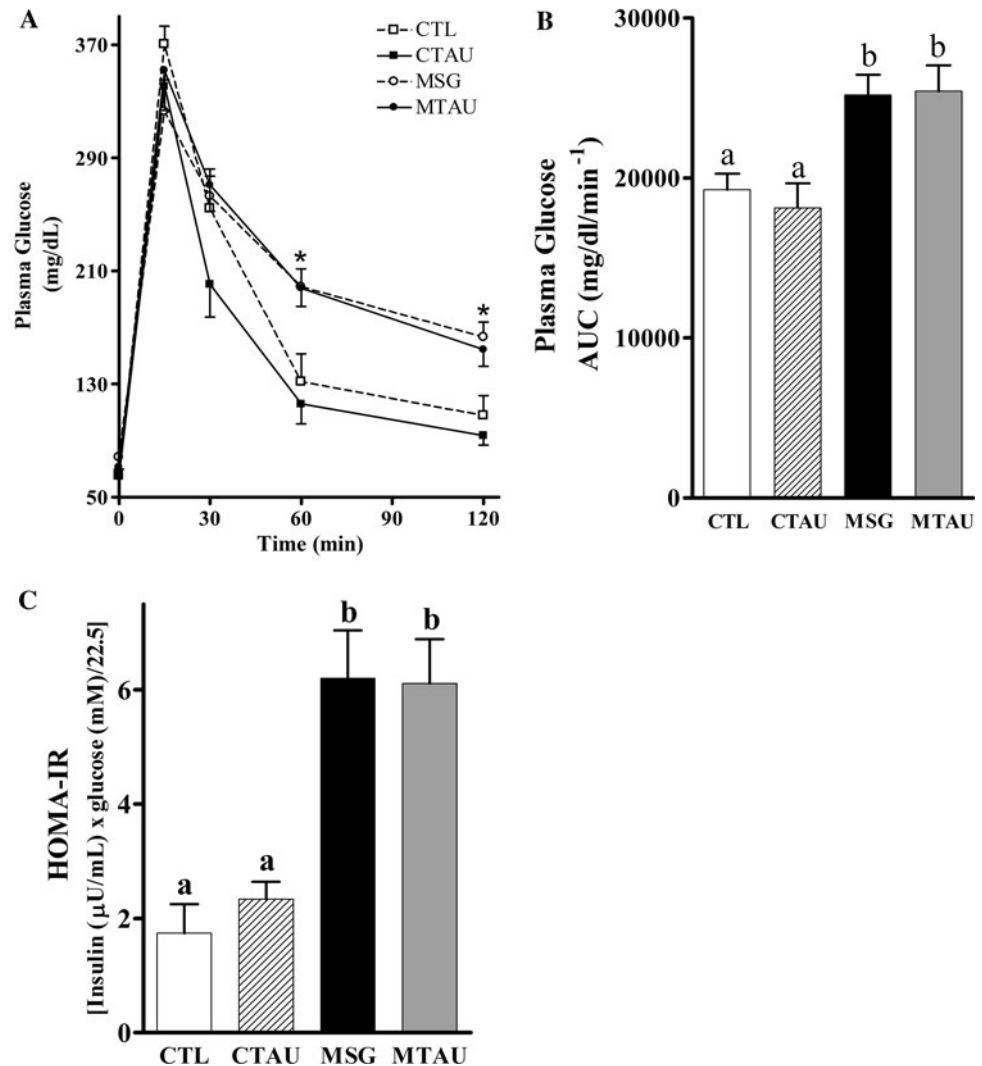 A
CTL
CTAU
MSG
MTAU
370
290
210
130
50
Plasma Glucose
(mg/dL)
*
*
0
30
60
90
120
Time (min)
B
30000
20000
10000
0
Plasma Glucose
AUC (mg/dl/min⁻¹)
a
a
b
b
CTL
CTAU
MSG
MTAU
C
HOMA-IR
[Insulin (μU/mL) x glucose (mM)/22.5]
6
4
2
0
a
a
b
b
CTL
CTAU
MSG
MTAU